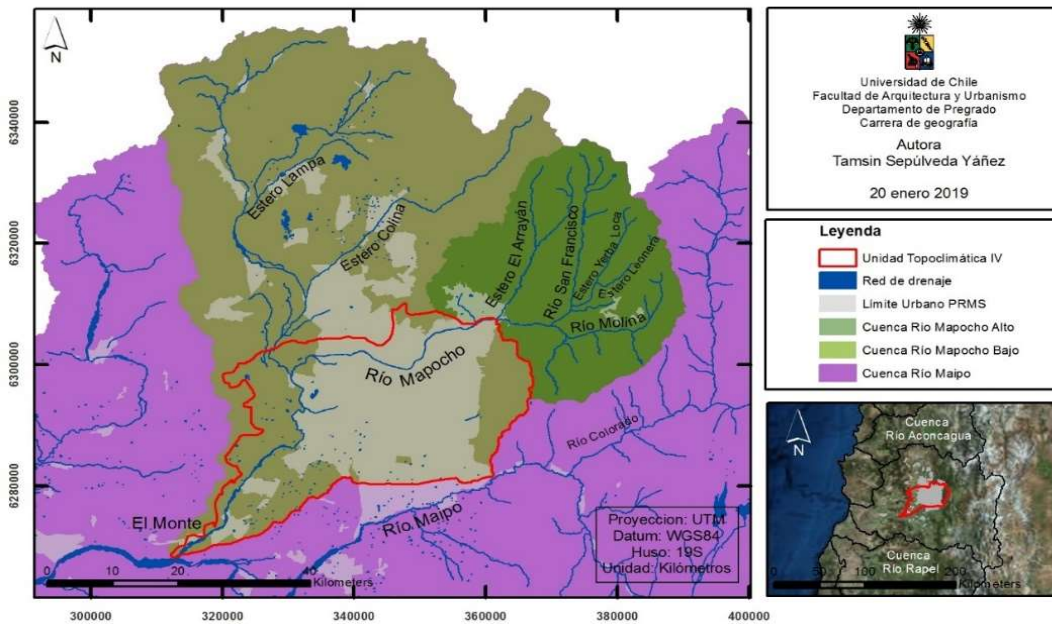 N
6340000
6320000
6300000
6280000
300000
320000
340000
360000
380000
400000
Estero Lampa
Estero Colina
Estero El Arrayán
Río San Francisco
Estero Yerba Loca
Estero Leonera
Río Molina
Río Mapocho
Río Colorado
El Monte
Río Maipo
Proyeccion: UTM
Datum: WGS84
Huso: 19S
Unidad: Kilómetros
0 10 20 40
Kilometers
Universidad de Chile
Facultad de Arquitectura y Urbanismo
Departamento de Pregrado
Carrera de geografía
Autora
Tamsin Sepúlveda Yáñez
20 enero 2019
Leyenda
Unidad Topoclimática IV
Red de drenaje
Límite Urbano PRMS
Cuenca Río Mapocho Alto
Cuenca Río Mapocho Bajo
Cuenca Río Maipo
N
Cuenca
Río Aconcagua
Cuenca
Río Rapel
0 50 100 200
Kilometers